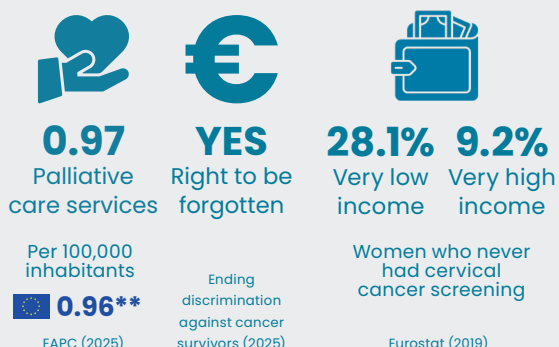 0.97
Palliative
care services
Per 100,000
inhabitants
0.96**
EAPC (2025)
YES
Right to be
forgotten
Ending
discrimination
against cancer
survivors (2025)
28.1%
Very low
income
9.2%
Very high
income
Women who never
had cervical
cancer screening
Eurostat (2019)